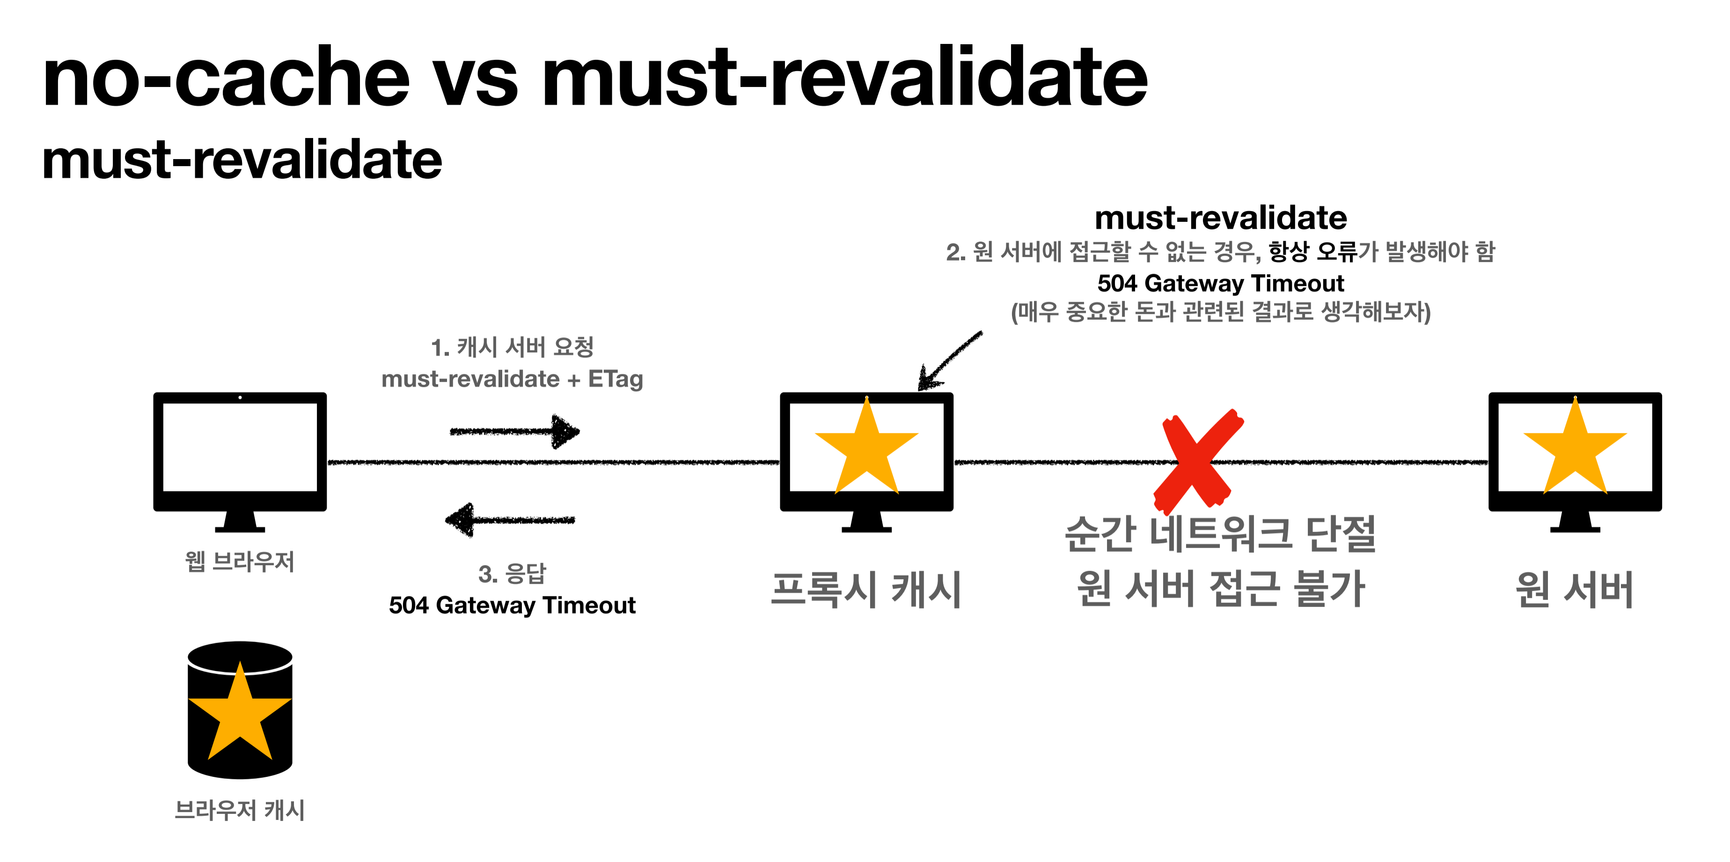 no-cache vs must-revalidate
must-revalidate
must-revalidate
2. 원 서버에 접근할 수 없는 경우, 항상 오류가 발생해야 함
504 Gateway Timeout
(매우 중요한 돈과 관련된 결과로 생각해보자)
1. 캐시 서버 요청
must-revalidate + ETag
웹 브라우저
3. 응답
504 Gateway Timeout
프록시 캐시
순간 네트워크 단절
원 서버 접근 불가
원 서버
브라우저 캐시